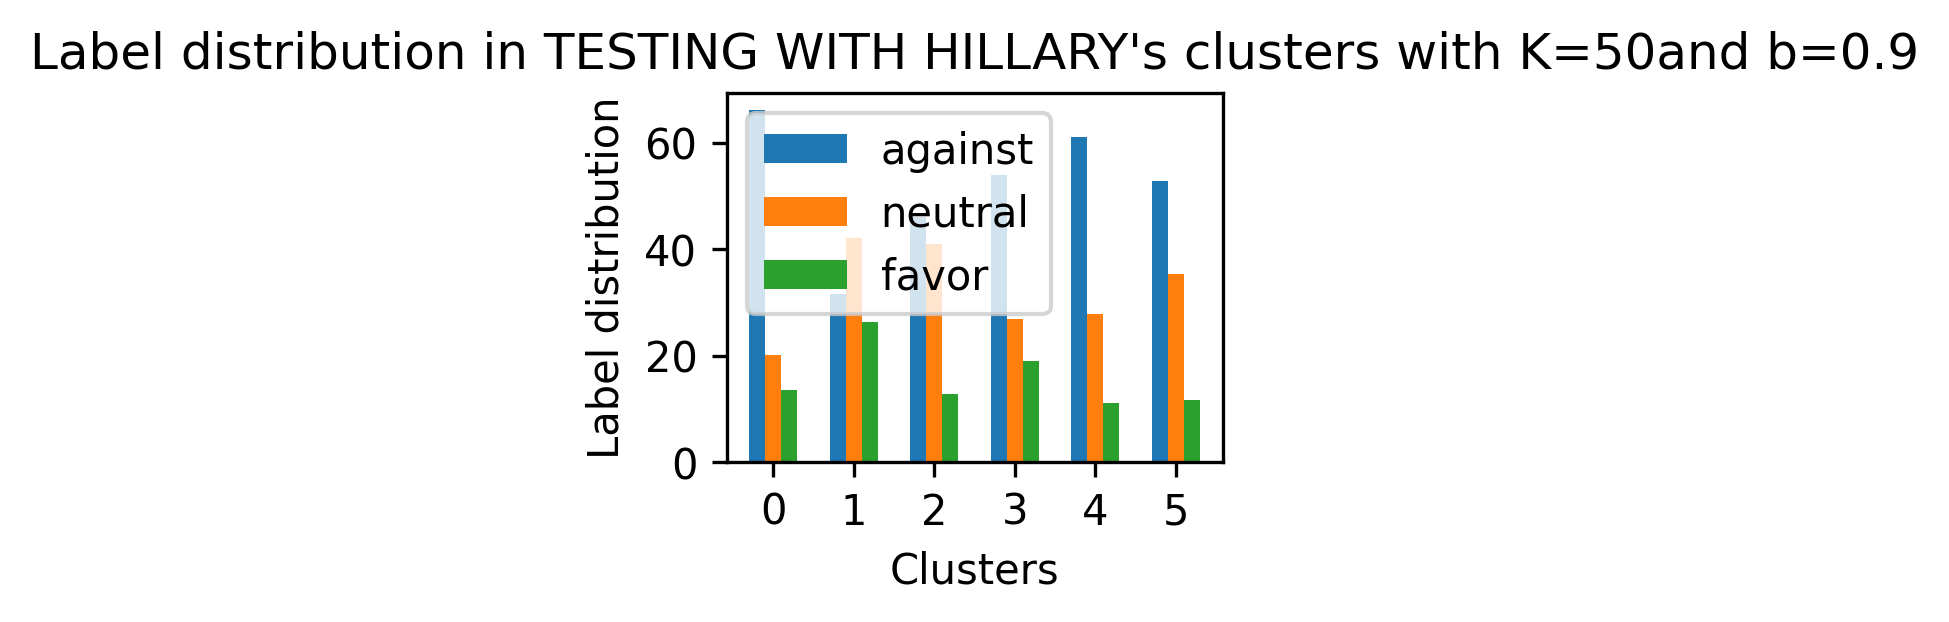 Label distribution in TESTING WITH HILLARY's clusters with K=50and b=0.9
Label distribution
60
40
20
0
against
neutral
favor
0 1 2 3 4 5
Clusters